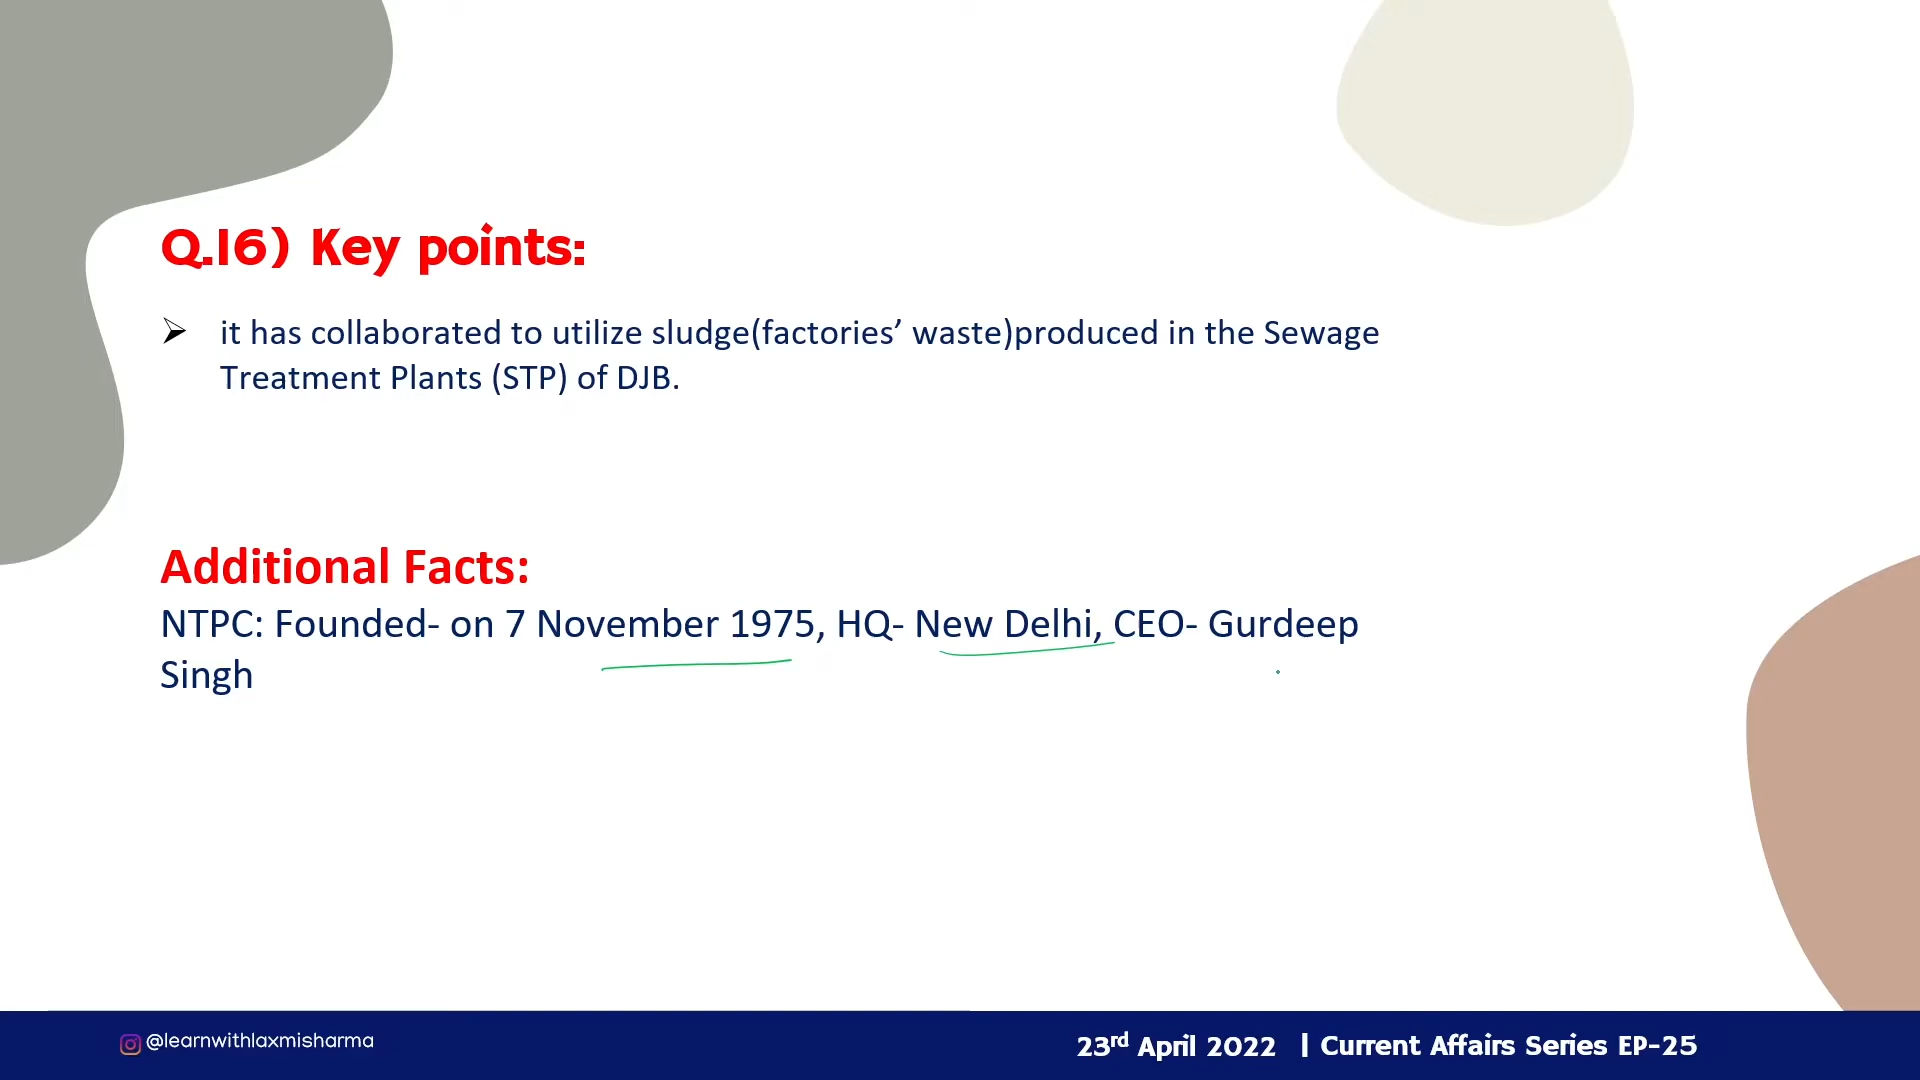 Q.16) Key points:
➢ it has collaborated to utilize sludge(factories’ waste)produced in the Sewage
Treatment Plants (STP) of DJB.
Additional Facts:
NTPC: Founded- on 7 November 1975, HQ- New Delhi, CEO- Gurdeep
Singh
@learnwithlaxmisharma
23rd April 2022 | Current Affairs Series EP-25